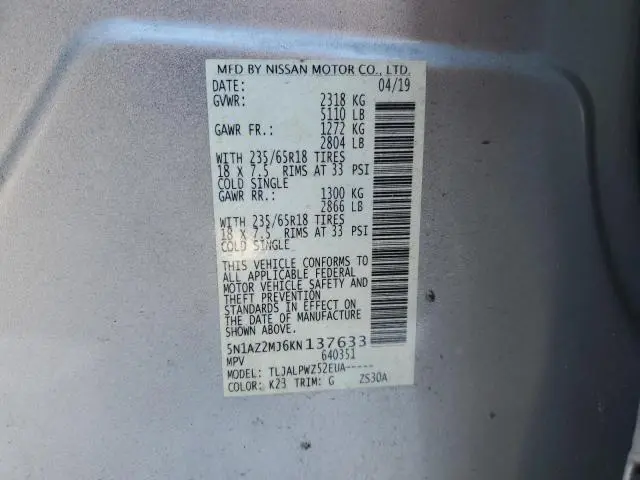 MFD BY NISSAN MOTOR CO., LTD.
DATE: 04/19
GVWR: 2318 KG
5110 LB
GAWR FR.: 1272 KG
2804 LB
WITH 235/65R18 TIRES
18 X 7.5 RIMS AT 33 PSI
COLD SINGLE
GAWR RR.: 1300 KG
2866 LB
WITH 235/65R18 TIRES
18 X 7.5 RIMS AT 33 PSI
COLD SINGLE
THIS VEHICLE CONFORMS TO
ALL APPLICABLE FEDERAL
MOTOR VEHICLE SAFETY AND
THEFT PREVENTION
STANDARDS IN EFFECT ON
THE DATE OF MANUFACTURE
SHOWN ABOVE.
5N1AZ2MJ6KN137633
MPV 640351
MODEL: TLJALPWZ52EUA-----
COLOR: K23 TRIM: G ZS30A